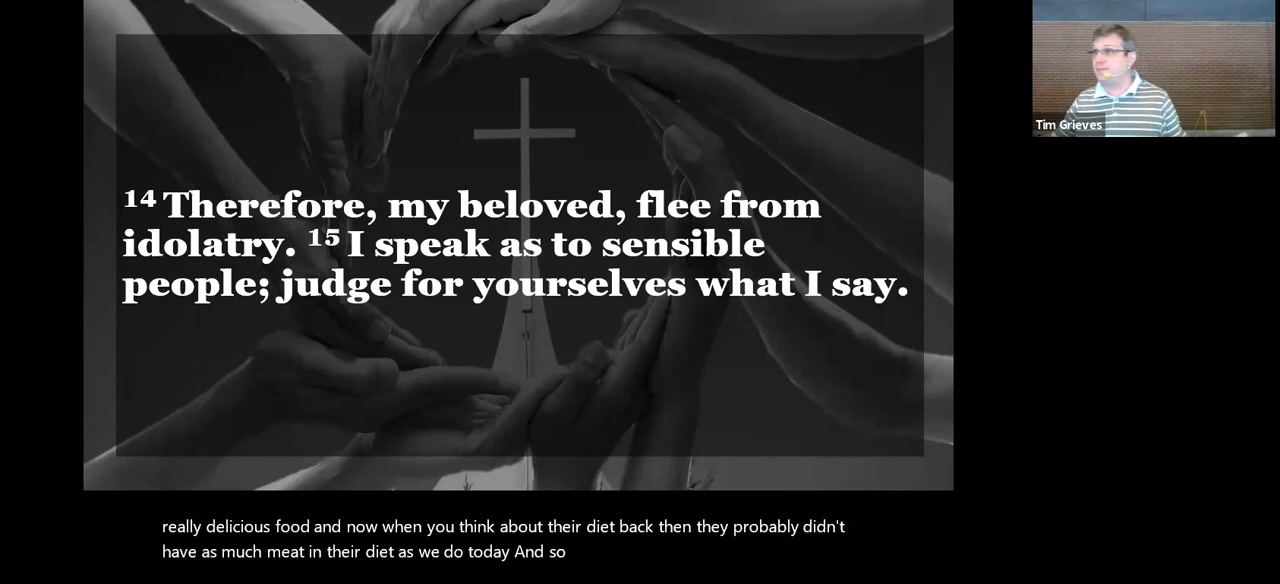 14 Therefore, my beloved, flee from
idolatry. 15 I speak as to sensible
people; judge for yourselves what I say.
Tim Grieves
really delicious food and now when you think about their diet back then they probably didn't
have as much meat in their diet as we do today And so